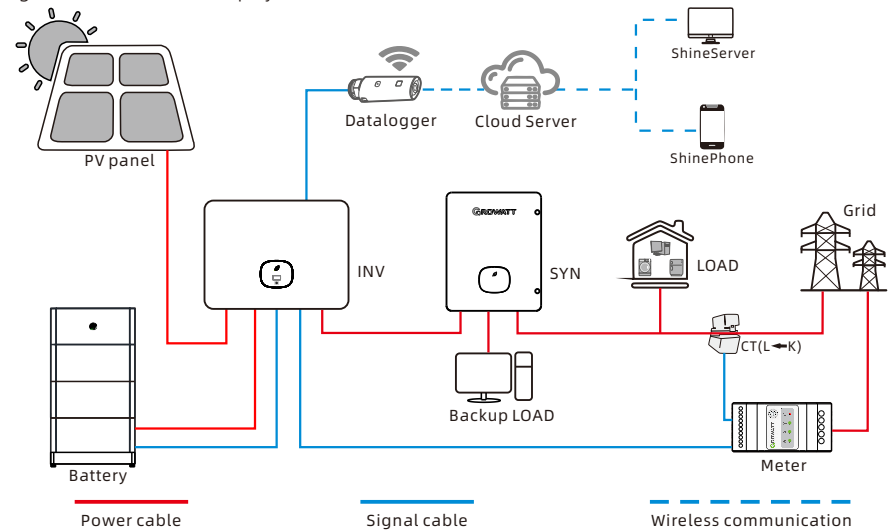 ShineServer
Datalogger
Cloud Server
PV panel
ShinePhone
GROWATT
Grid
INV
SYN
LOAD
CT(L K)
Backup LOAD
GROWATT
Battery
Meter
Power cable
Signal cable
Wireless communication